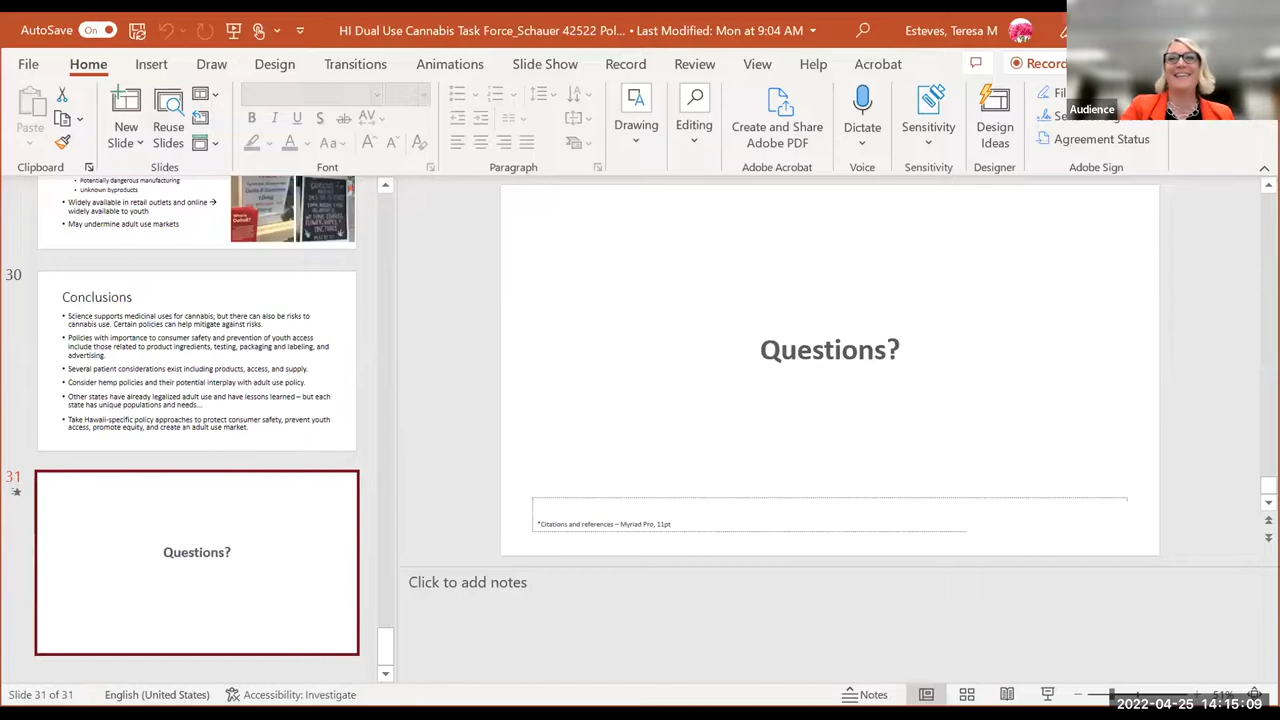 AutoSave On HI Dual Use Cannabis Task Force_Schauer 42522 Pol... • Last Modified: Mon at 9:04 AM Esteves, Teresa M
File Home Insert Draw Design Transitions Animations Slide Show Record Review View Help Acrobat Record
Audience
Paste
New Slide
Reuse Slides
B I U S ab AV
Aa A A
Drawing
Editing
Create and Share Adobe PDF
Dictate
Sensitivity
Design Ideas
Agreement Status
Clipboard Slides Font Paragraph Adobe Acrobat Voice Sensitivity Designer Adobe Sign
• Potentially dangerous manufacturing
• Unknown byproducts
• Widely available in retail outlets and online →
widely available to youth
• May undermine adult use markets
30
Conclusions
• Science supports medicinal uses for cannabis; but there can also be risks to
cannabis use. Certain policies can help mitigate against risks.
• Policies with importance to consumer safety and prevention of youth access
include those related to product ingredients, testing, packaging and labeling, and
advertising.
• Several patient considerations exist including products, access, and supply.
• Consider hemp policies and their potential interplay with adult use policy.
• Other states have already legalized adult use and have lessons learned – but each
state has unique populations and needs...
• Take Hawaii-specific policy approaches to protect consumer safety, prevent youth
access, promote equity, and create an adult use market.
31
Questions?
Questions?
*Citations and references – Myriad Pro, 11pt
Click to add notes
Slide 31 of 31 English (United States) Accessibility: Investigate Notes 51%
2022-04-25 14:15:09